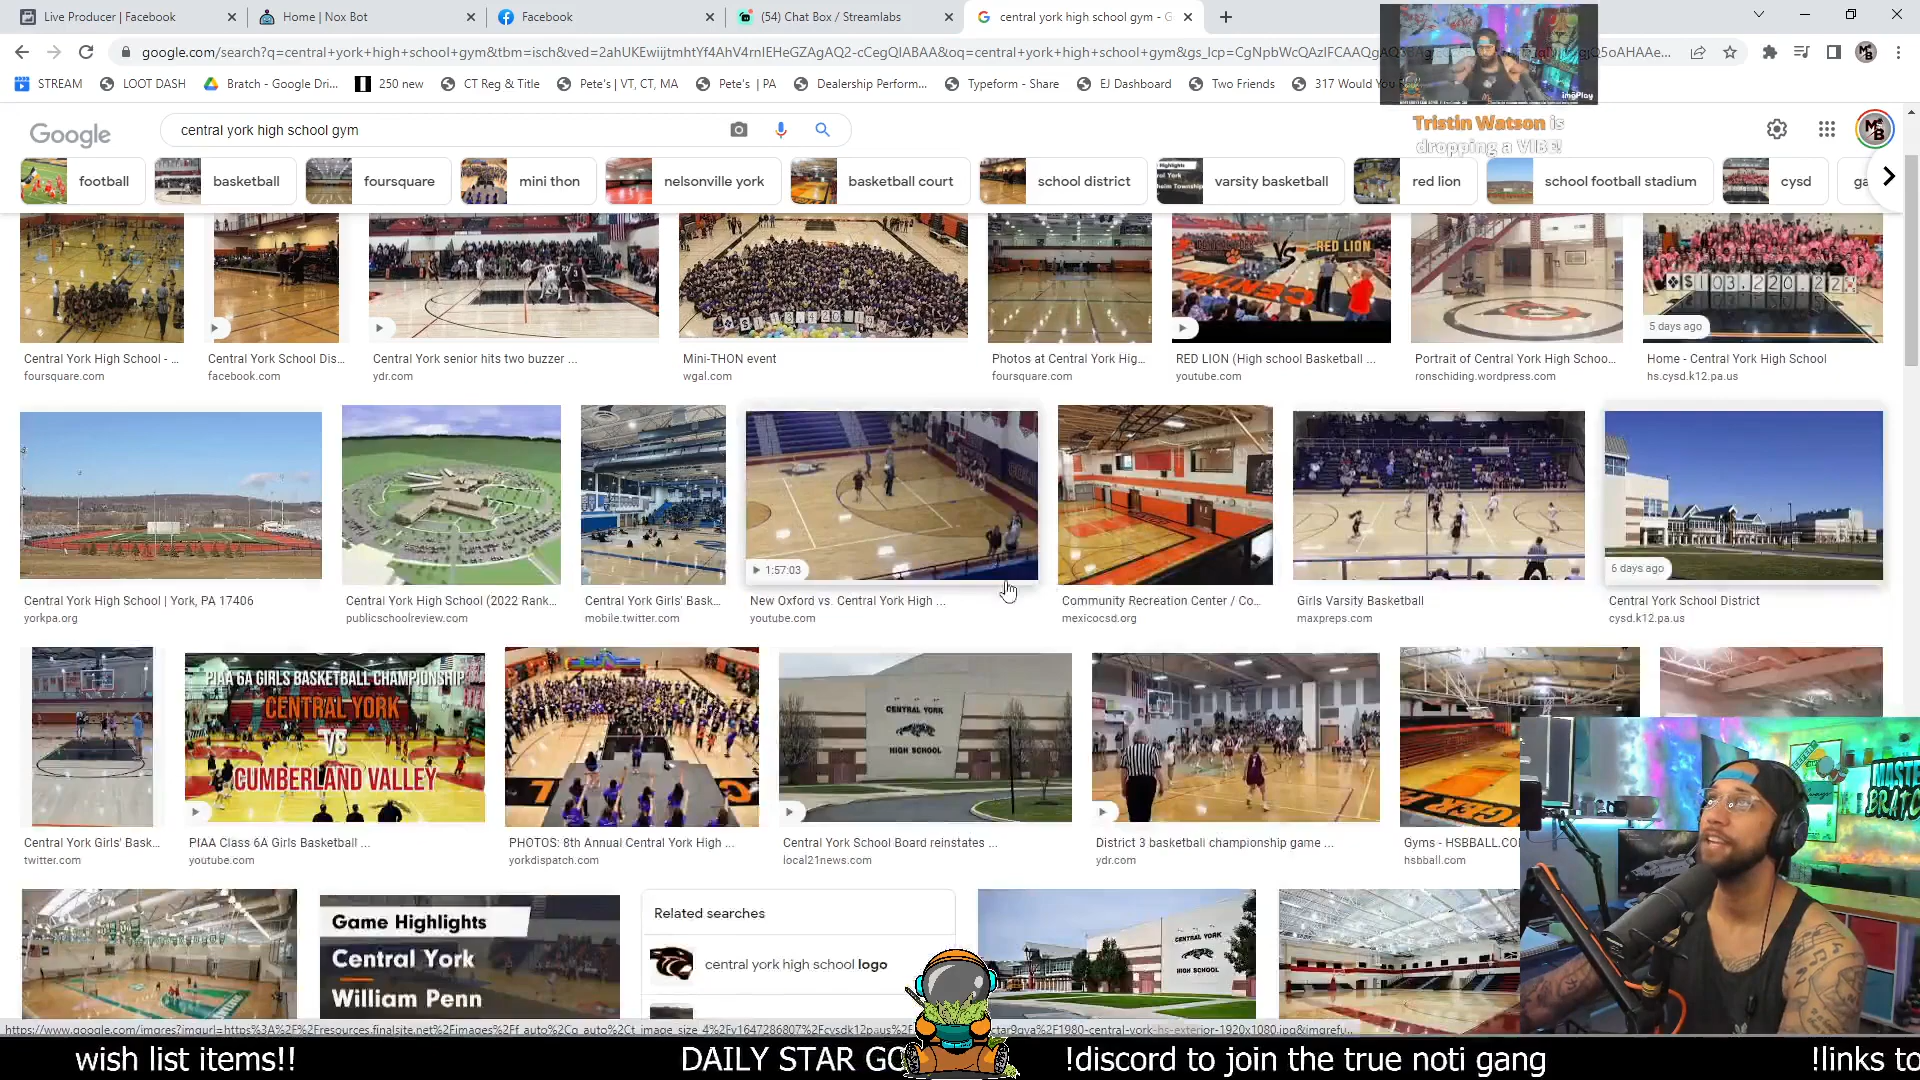 Live Producer | Facebook
Home | Nox Bot
Facebook
(54) Chat Box / Streamlabs
central york high school gym - G
STREAM
LOOT DASH
Bratch - Google Dri...
250 new
CT Reg & Title
Pete's | VT, CT, MA
Pete's | PA
Dealership Perform...
Typeform - Share
EJ Dashboard
Two Friends
317 Would You
imgPlay
Tristin Watson is
dropping a VIBE!
Google
central york high school gym
football
basketball
foursquare
mini thon
nelsonville york
basketball court
school district
varsity basketball
red lion
school football stadium
cysd
ga
VS
RED LION
$103,220.22
5 days ago
Central York High School - ...
foursquare.com
Central York School Dis...
facebook.com
Central York senior hits two buzzer ...
ydr.com
Mini-THON event
wgal.com
Photos at Central York Hig...
foursquare.com
RED LION (High school Basketball ...
youtube.com
Portrait of Central York High Schoo...
ronschiding.wordpress.com
Home - Central York High School
hs.cysd.k12.pa.us
1:57:03
6 days ago
Central York High School | York, PA 17406
yorkpa.org
Central York High School (2022 Rank...
publicschoolreview.com
Central York Girls' Bask...
mobile.twitter.com
New Oxford vs. Central York High ...
youtube.com
Community Recreation Center / Co...
mexicocsd.org
Girls Varsity Basketball
maxpreps.com
Central York School District
cysd.k12.pa.us
PIAA 6A GIRLS BASKETBALL CHAMPIONSHIP
CENTRAL YORK
VS
CUMBERLAND VALLEY
CENTRAL YORK
HIGH SCHOOL
MASTER
BRATCH
Central York Girls' Bask...
twitter.com
PIAA Class 6A Girls Basketball ...
youtube.com
PHOTOS: 8th Annual Central York High ...
yorkdispatch.com
Central York School Board reinstates ...
local21news.com
District 3 basketball championship game ...
ydr.com
Gyms - HSBBALL.CO
hsbball.com
Game Highlights
Central York
William Penn
Related searches
central york high school logo
CENTRAL YORK
HIGH SCHOOL
wish list items!!
DAILY STAR GO
!discord to join the true noti gang
!links to